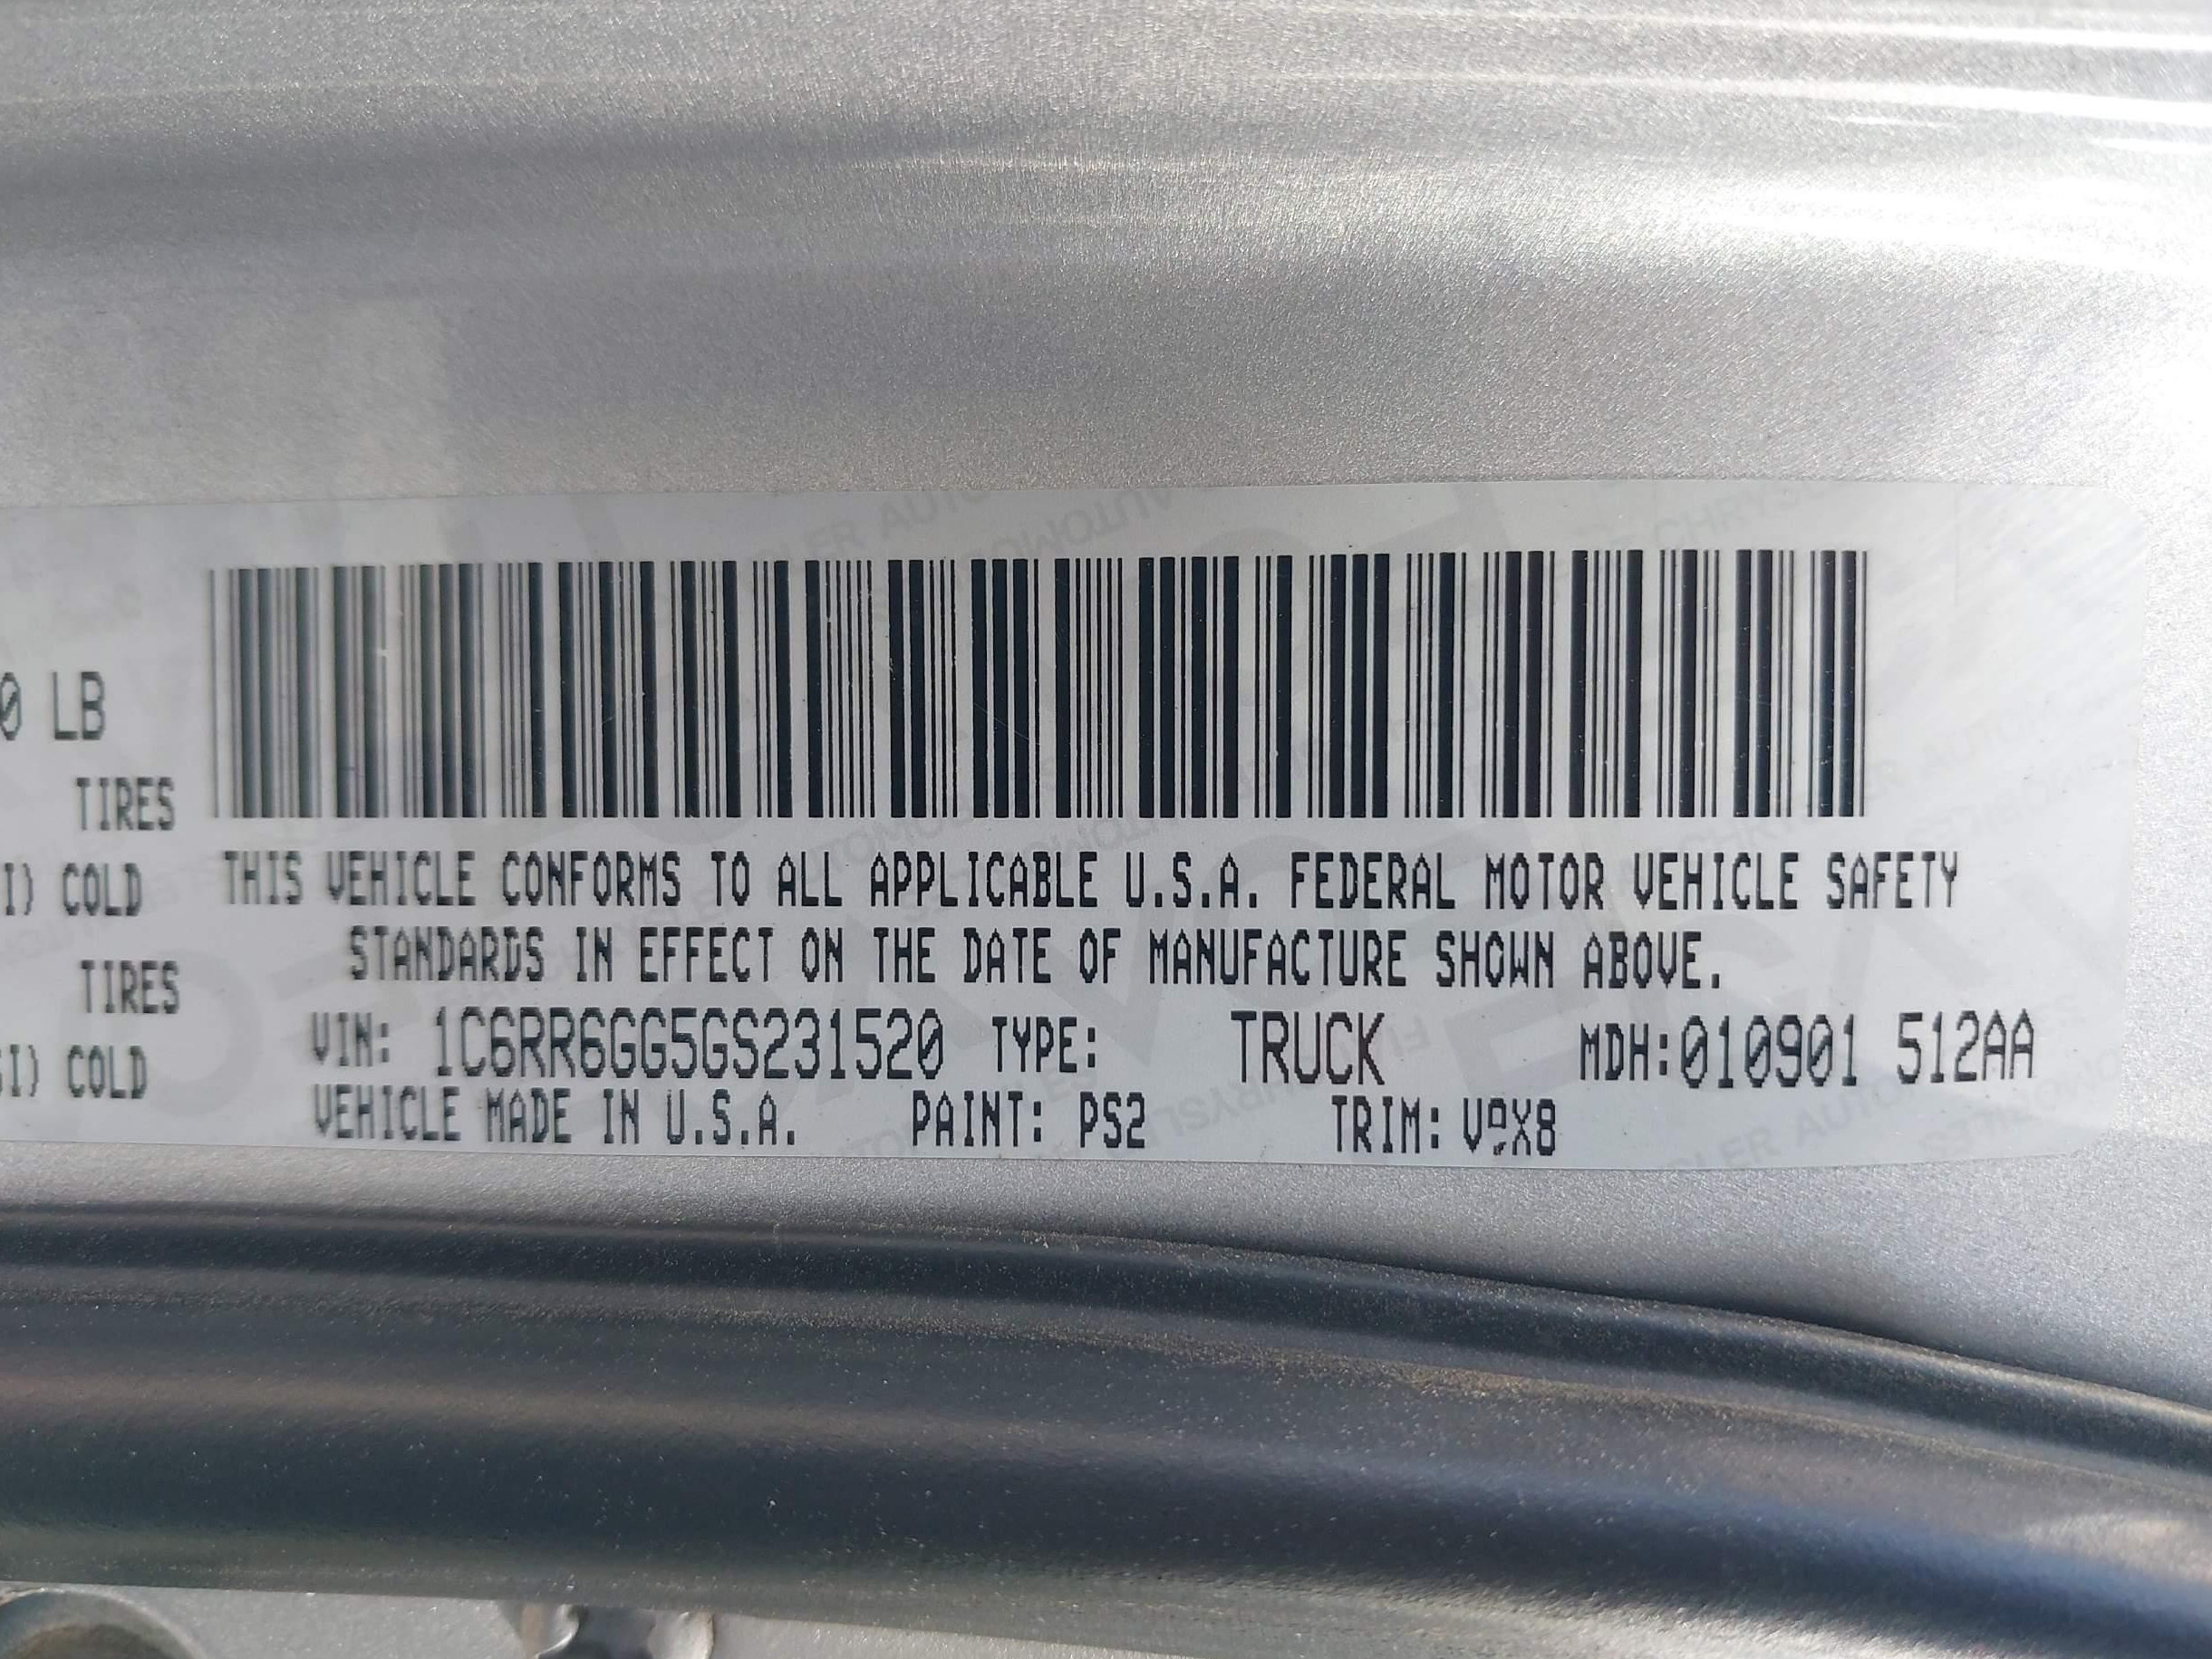 0 LB
TIRES
I) COLD
TIRES
SI) COLD
THIS VEHICLE CONFORMS TO ALL APPLICABLE U.S.A. FEDERAL MOTOR VEHICLE SAFETY
STANDARDS IN EFFECT ON THE DATE OF MANUFACTURE SHOWN ABOVE.
VIN: 1C6RR6GG5GS231520 TYPE: TRUCK MDH:010901 512AA
VEHICLE MADE IN U.S.A. PAINT: PS2 TRIM: V9X8